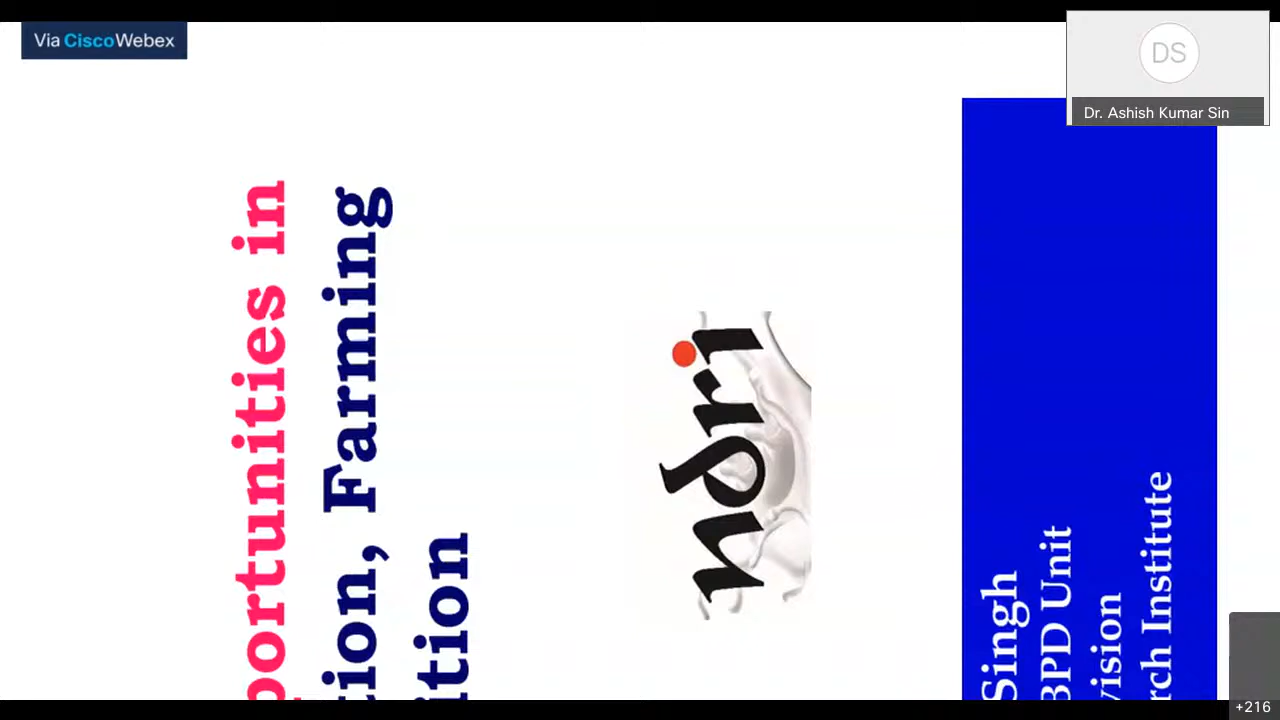 Via CiscoWebex
DS
Dr. Ashish Kumar Sin
portunities in
tion, Farming
ition
ndri
Singh
BPD Unit
vision
rch Institute
+216